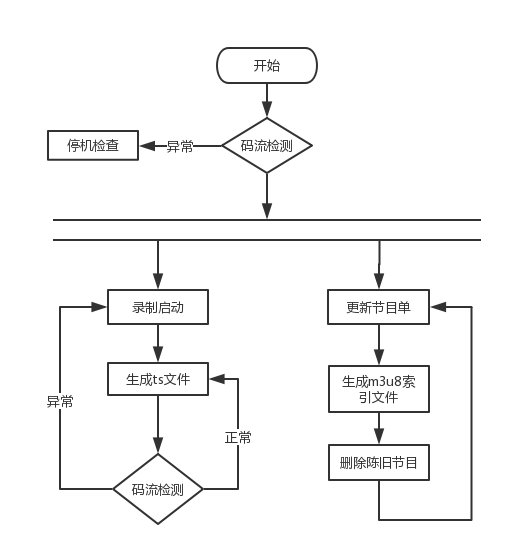 开始
码流检测
异常
停机检查
录制启动
更新节目单
生成ts文件
生成m3u8索
引文件
异常
正常
删除陈旧节目
码流检测